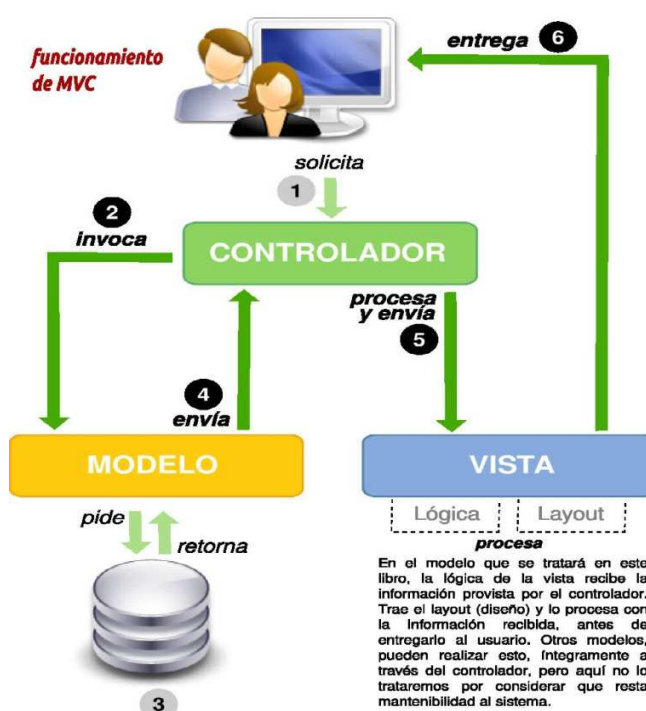 funcionamiento
de MVC
entrega 6
solicita
1
2
invoca
CONTROLADOR
procesa
y envía
5
4
envía
MODELO
VISTA
pide
retorna
3
Lógica
Layout
procesa
En el modelo que se tratará en este
libro, la lógica de la vista recibe la
información provista por el controlador.
Trae el layout (diseño) y lo procesa con
la información recibida, antes de
entregarlo al usuario. Otros modelos,
pueden realizar esto, íntegramente a
través del controlador, pero aquí no lo
trataremos por considerar que resta
mantenibilidad al sistema.